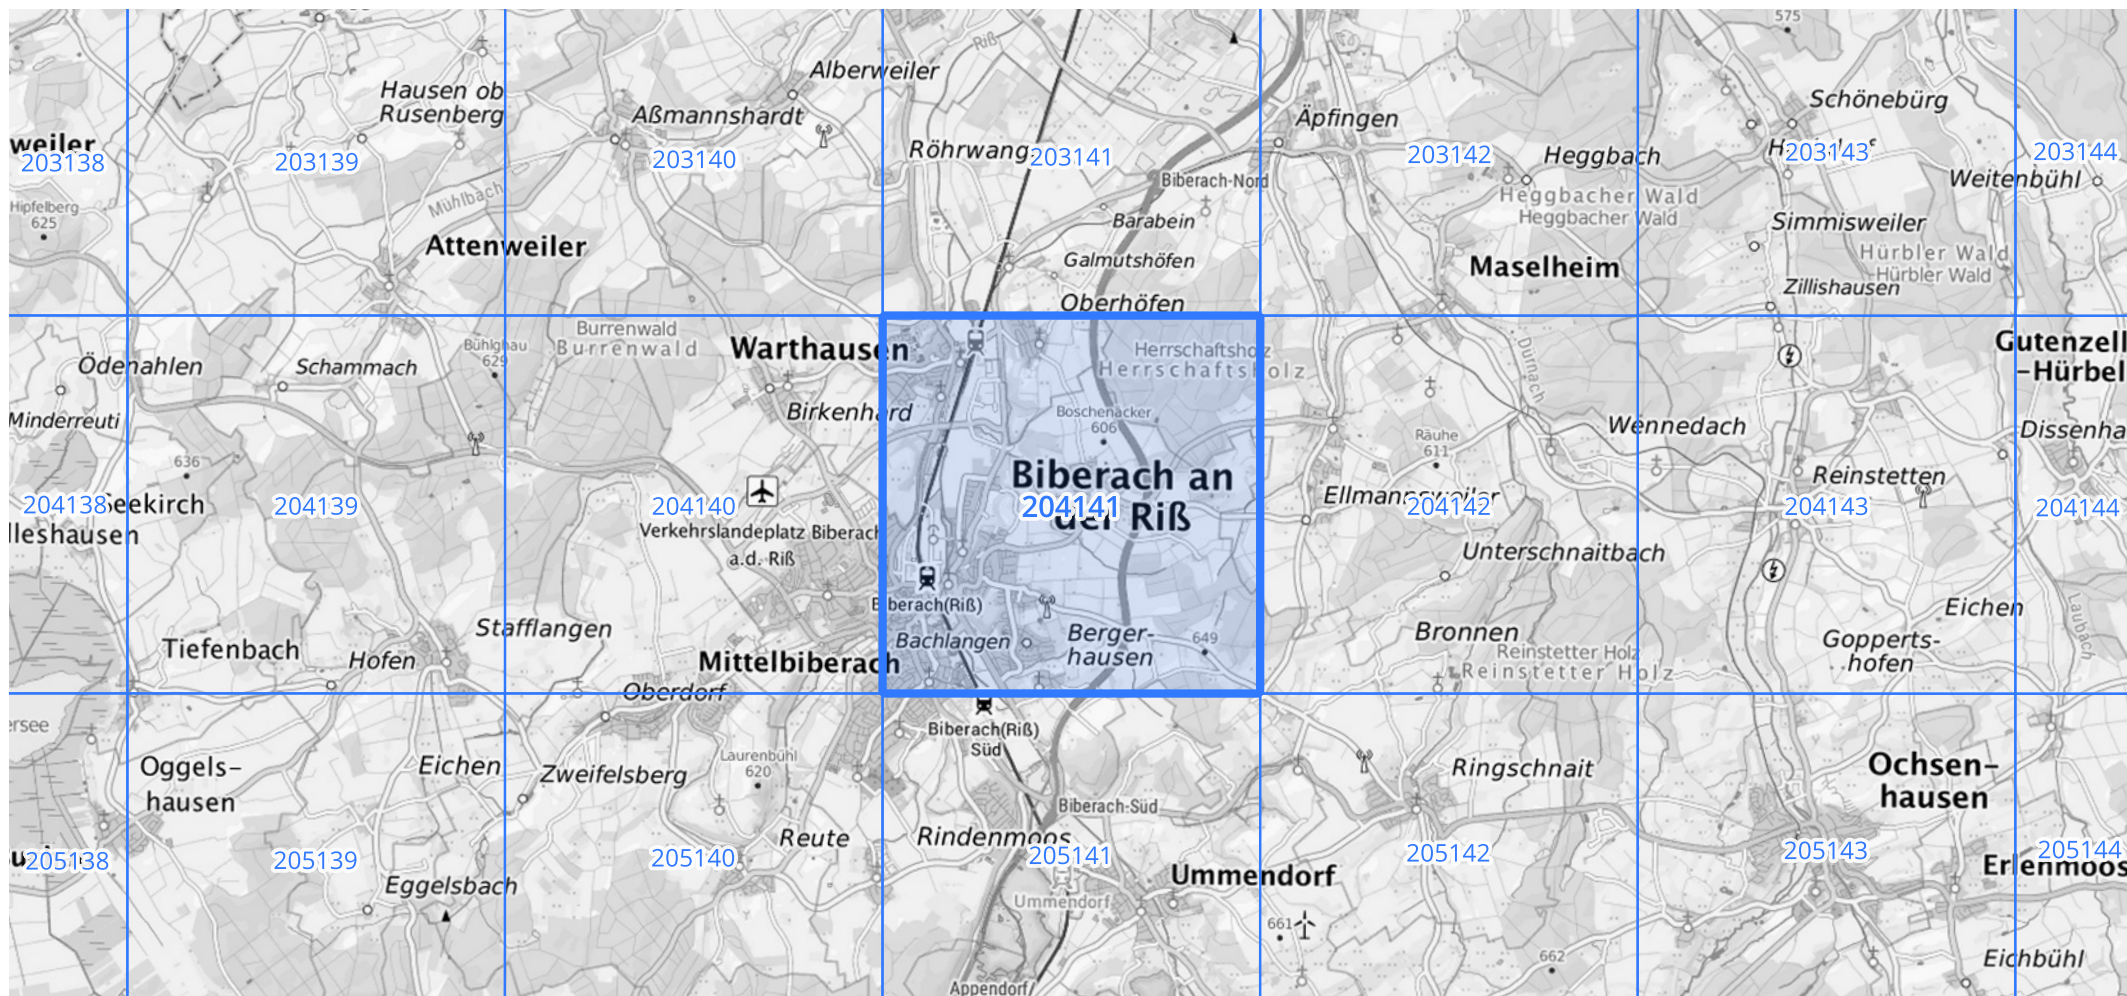 575
Alberweiler
Hausen ob
Rusenberg
Aßmannshardt
Riß
Schönebürg
Äpfingen
weiler
203138
203139
203140
Röhrwang
203141
203142
Heggbach
203143
203144
Weitenbühl
Biberach-Nord
Mühlbach
Hipfelberg
625
Heggbacher Wald
Heggbacher Wald
Barabein
Simmisweiler
Attenweiler
Galmutshöfen
Maselheim
Hürbler Wald
Hürbler Wald
Zillishausen
Oberhöfen
Burrenwald
Burrenwald
Warthausen
Bühlghau
629
Herrschaftsholz
Herrschaftsholz
Dürnach
Gutenzell
-Hürbel
Ödenahlen
Schammach
Birkenhard
Boschenacker
606
Minderreuti
Wennedach
Dissenha
Räuhe
611
636
Biberach an
der Riß
Reinstetten
204138
Seekirch
204139
204140
204141
Ellmannsweiler
204142
204143
204144
lleshausen
Verkehrslandeplatz Biberach
a.d. Riß
Unterschnaitbach
Biberach(Riß)
Eichen
Laubach
Stafflangen
Bachlangen
Berger-
hausen
649
Bronnen
Reinstetter Holz
Reinstetter Holz
Goppertshofen
Tiefenbach
Hofen
Mittelbiberach
Oberdorf
ersee
Biberach(Riß)
Süd
Oggels-
hausen
Eichen
Zweifelsberg
Laurenbühl
620
Ringschnait
Ochsen-
hausen
Biberach-Süd
Reute
Rindenmoos
205138
205139
205140
205141
205142
205143
205144
Erlenmoos
Eggelsbach
Ummendorf
Ummendorf
661
662
Eichbühl
Appendorf